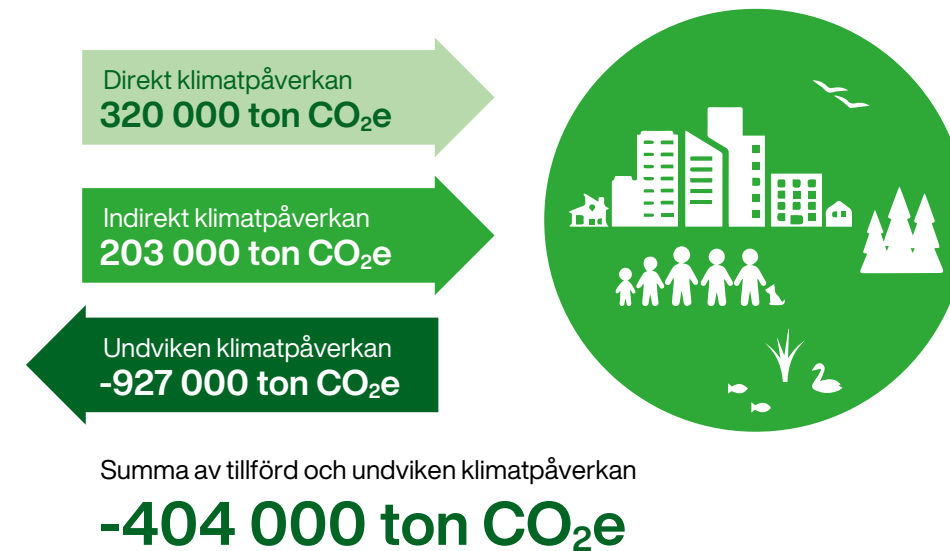 Direkt klimatpåverkan
320 000 ton CO₂e
Indirekt klimatpåverkan
203 000 ton CO₂e
Undviken klimatpåverkan
-927 000 ton CO₂e
Summa av tillförd och undviken klimatpåverkan
-404 000 ton CO₂e